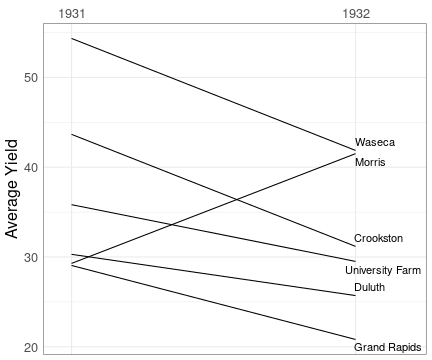 1931 1932
Average Yield
50
40
30
20
Waseca
Morris
Crookston
University Farm
Duluth
Grand Rapids